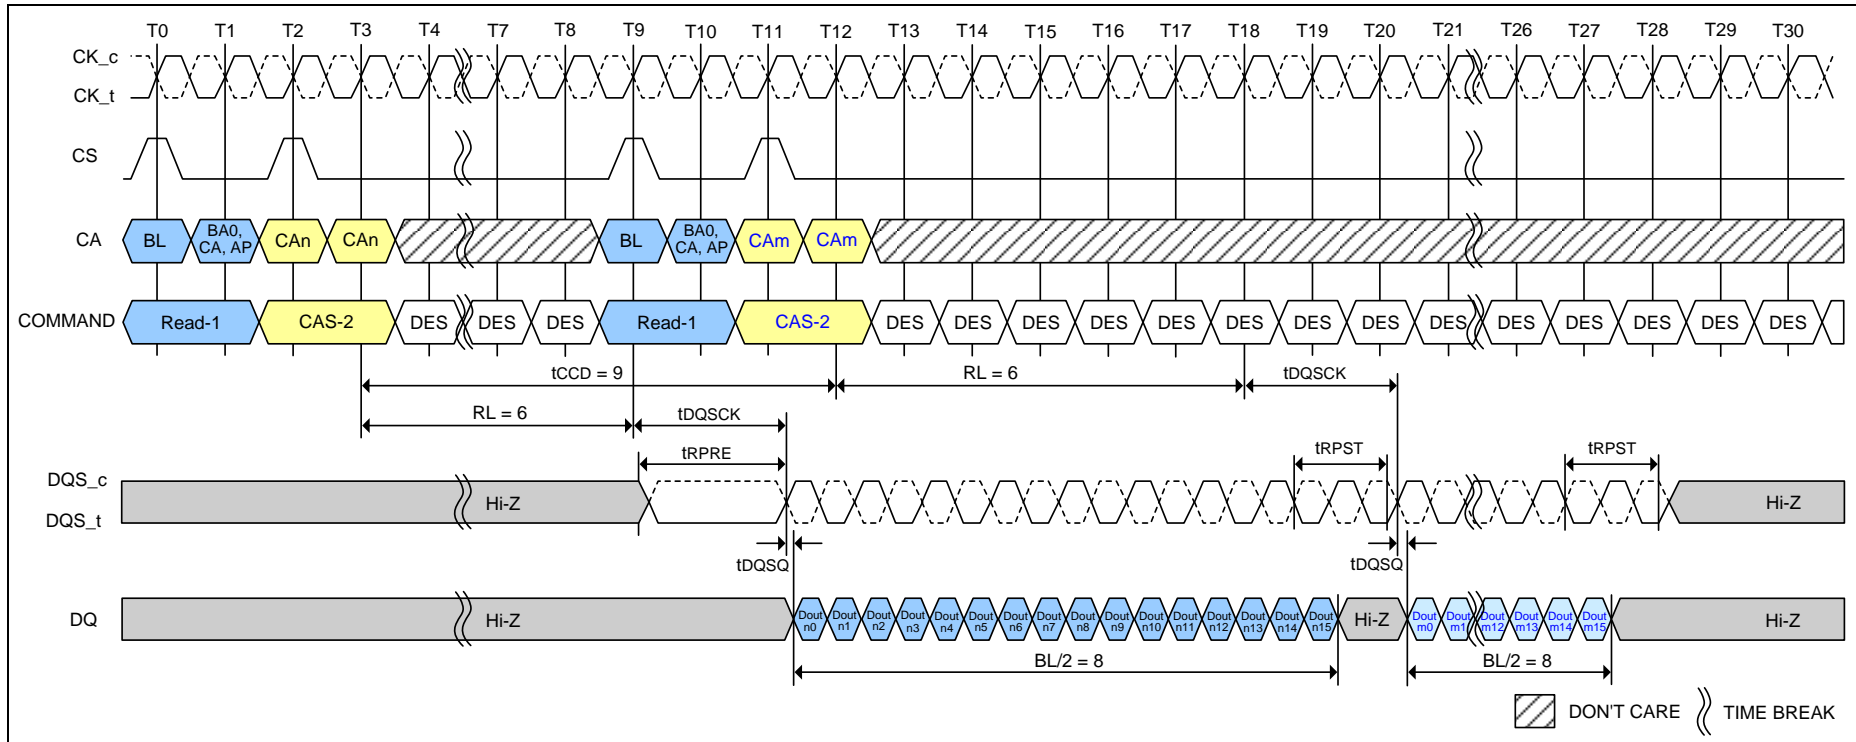 T0 T1 T2 T3 T4 T7 T8 T9 T10 T11 T12 T13 T14 T15 T16 T17 T18 T19 T20 T21 T26 T27 T28 T29 T30
CK_c
CK_t
CS
CA BL BA0, CA, AP CAn CAn BL BA0, CA, AP CAm CAm
COMMAND Read-1 CAS-2 DES DES DES Read-1 CAS-2 DES DES DES DES DES DES DES DES DES DES DES DES DES DES
tCCD = 9 RL = 6 tDQSCK
RL = 6 tDQSCK
tRPRE tRPST tRPST
DQS_c
Hi-Z Hi-Z
DQS_t
tDQSQ tDQSQ
DQ Hi-Z Dout n0 Dout n1 Dout n2 Dout n3 Dout n4 Dout n5 Dout n6 Dout n7 Dout n8 Dout n9 Dout n10 Dout n11 Dout n12 Dout n13 Dout n14 Dout n15 Hi-Z Dout m0 Dout m1 Dout m12 Dout m13 Dout m14 Dout m15 Hi-Z
BL/2 = 8 BL/2 = 8
DON'T CARE TIME BREAK